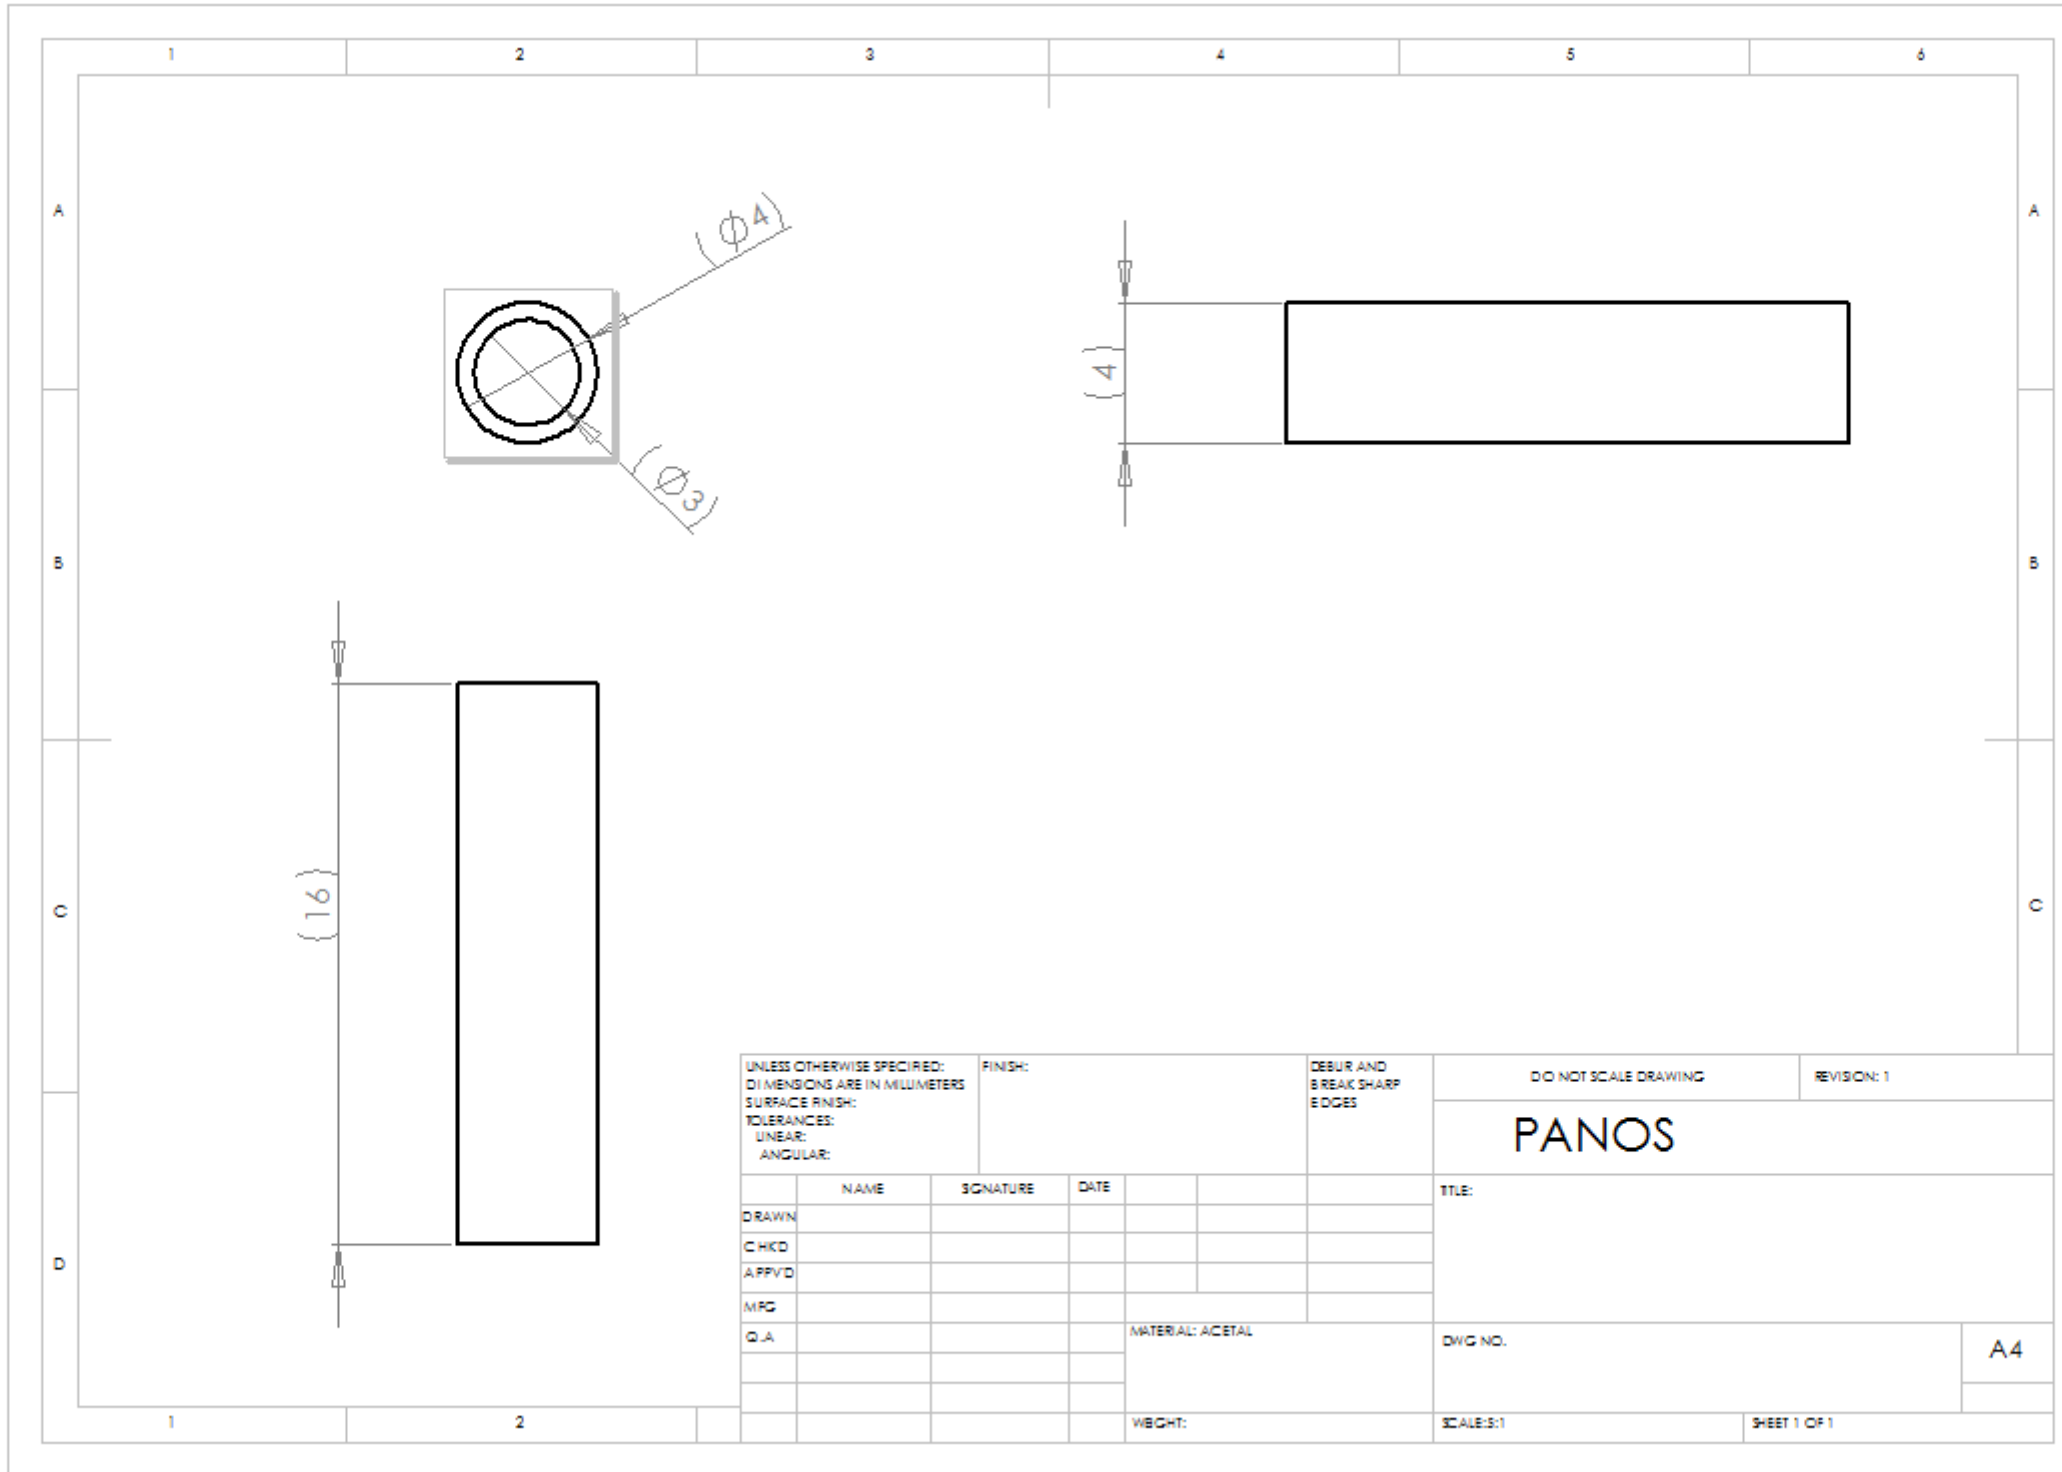 1 2 3 4 5 6
A A
(Ø4)
(4)
(Ø3)
B B
(16)
C C
D
UNLESS OTHERWISE SPECIFIED:
DIMENSIONS ARE IN MILLIMETERS
SURFACE FINISH:
TOLERANCES:
LINEAR:
ANGULAR:
FINISH:
DEBUR AND
BREAK SHARP
EDGES
DO NOT SCALE DRAWING
REVISION: 1
PANOS
NAME SIGNATURE DATE
TITLE:
DRAWN
CHK'D
APPV'D
MFG
Q.A
MATERIAL: ACETAL
DWG NO.
A4
WEIGHT:
SCALE:5:1
SHEET 1 OF 1
1 2